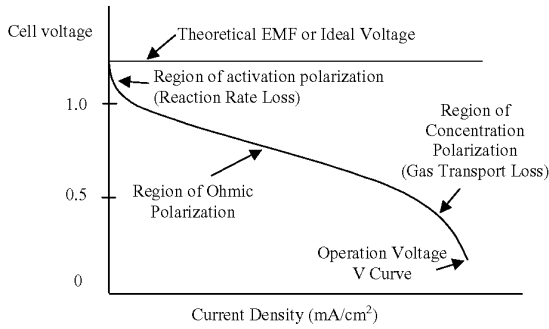 Cell voltage
Theoretical EMF or Ideal Voltage
Region of activation polarization
(Reaction Rate Loss)
1.0
Region of
Concentration
Polarization
(Gas Transport Loss)
0.5
Region of Ohmic
Polarization
Operation Voltage
V Curve
0
Current Density (mA/cm²)